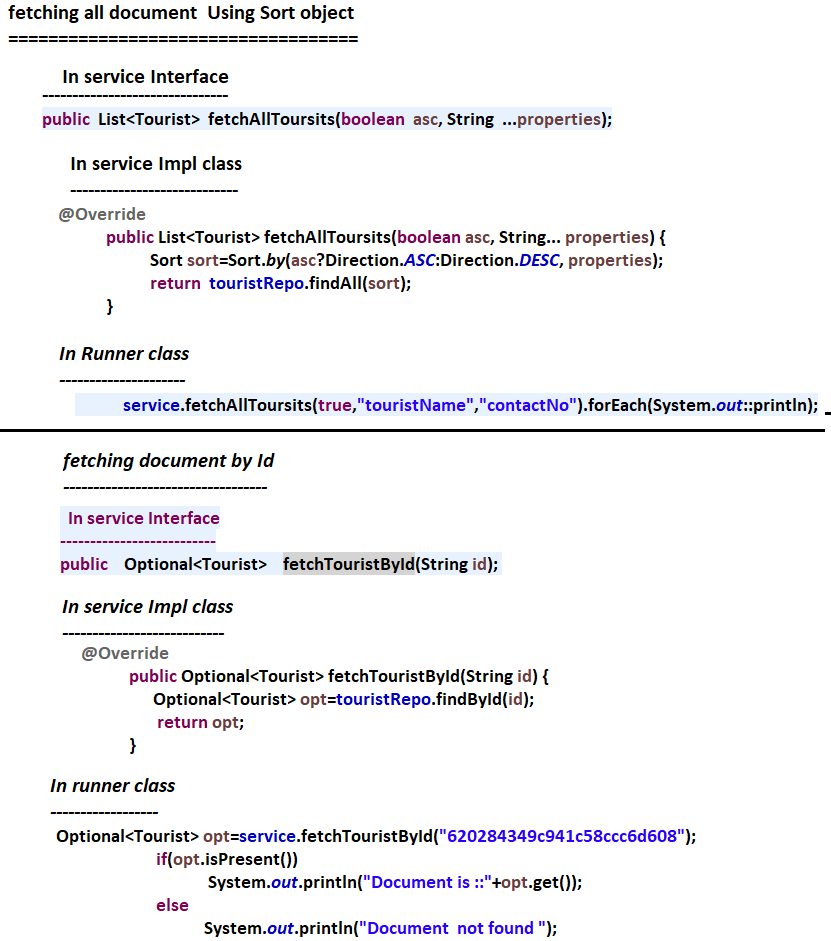 fetching all document  Using Sort object
===================================
In service Interface
-------------------------------
public  List<Tourist>  fetchAllToursits(boolean  asc, String  ...properties);
In service Impl class
----------------------------
@Override
public List<Tourist> fetchAllToursits(boolean asc, String... properties) {
Sort sort=Sort.by(asc?Direction.ASC:Direction.DESC, properties);
return  touristRepo.findAll(sort);
}
In Runner class
---------------------
service.fetchAllToursits(true,"touristName","contactNo").forEach(System.out::println);
fetching document by Id
----------------------------------
In service Interface
--------------------------
public   Optional<Tourist>   fetchTouristById(String id);
In service Impl class
---------------------------
@Override
public Optional<Tourist> fetchTouristById(String id) {
Optional<Tourist> opt=touristRepo.findById(id);
return opt;
}
In runner class
------------------
Optional<Tourist> opt=service.fetchTouristById("620284349c941c58ccc6d608");
if(opt.isPresent())
System.out.println("Document is ::"+opt.get());
else
System.out.println("Document  not found ");